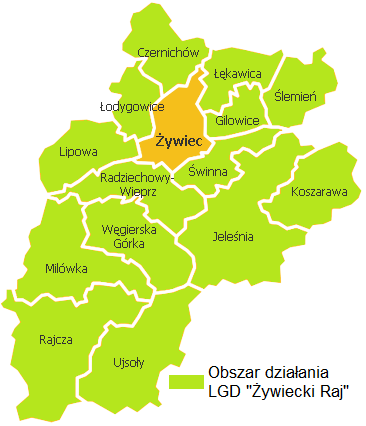 Czernichów
Łękawica
Ślemień
Łodygowice
Gilowice
Żywiec
Lipowa
Świnna
Radziechowy-
Wieprz
Koszarawa
Węgierska
Górka
Jeleśnia
Milówka
Rajcza
Ujsoły
Obszar działania
LGD "Żywiecki Raj"